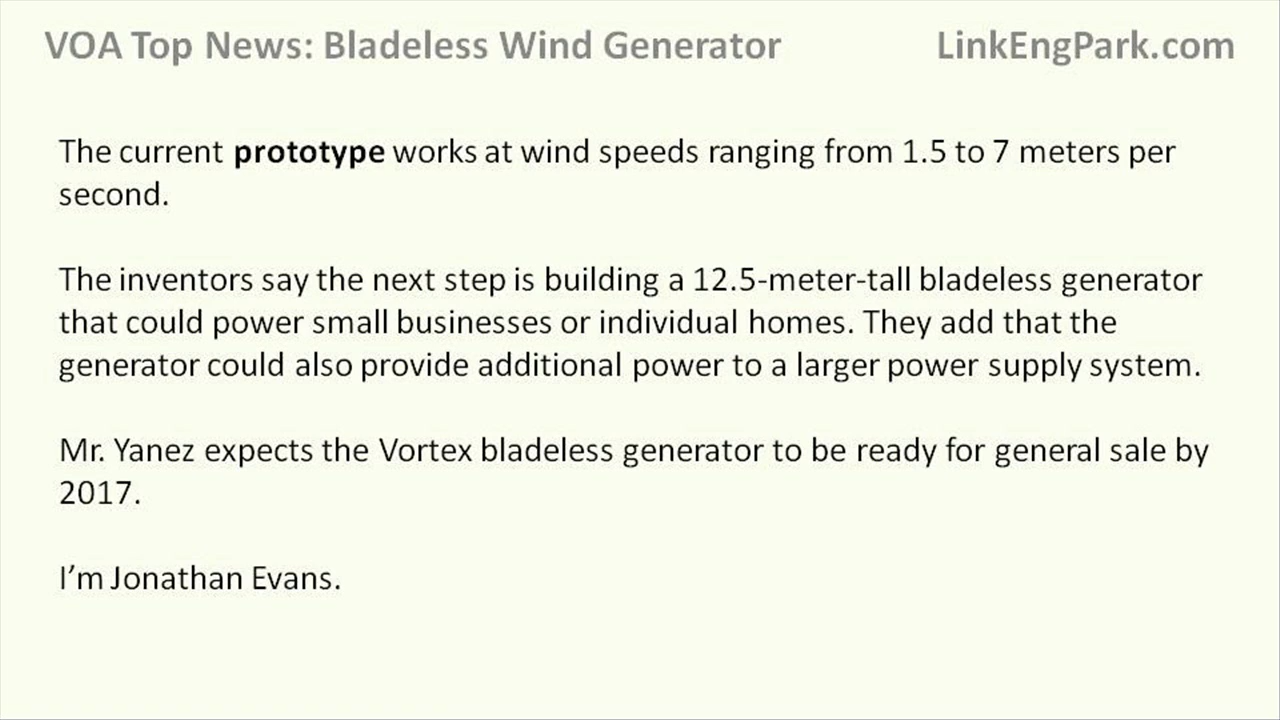 VOA Top News: Bladeless Wind Generator LinkEngPark.com
The current prototype works at wind speeds ranging from 1.5 to 7 meters per
second.
The inventors say the next step is building a 12.5-meter-tall bladeless generator
that could power small businesses or individual homes. They add that the
generator could also provide additional power to a larger power supply system.
Mr. Yanez expects the Vortex bladeless generator to be ready for general sale by
2017.
I'm Jonathan Evans.